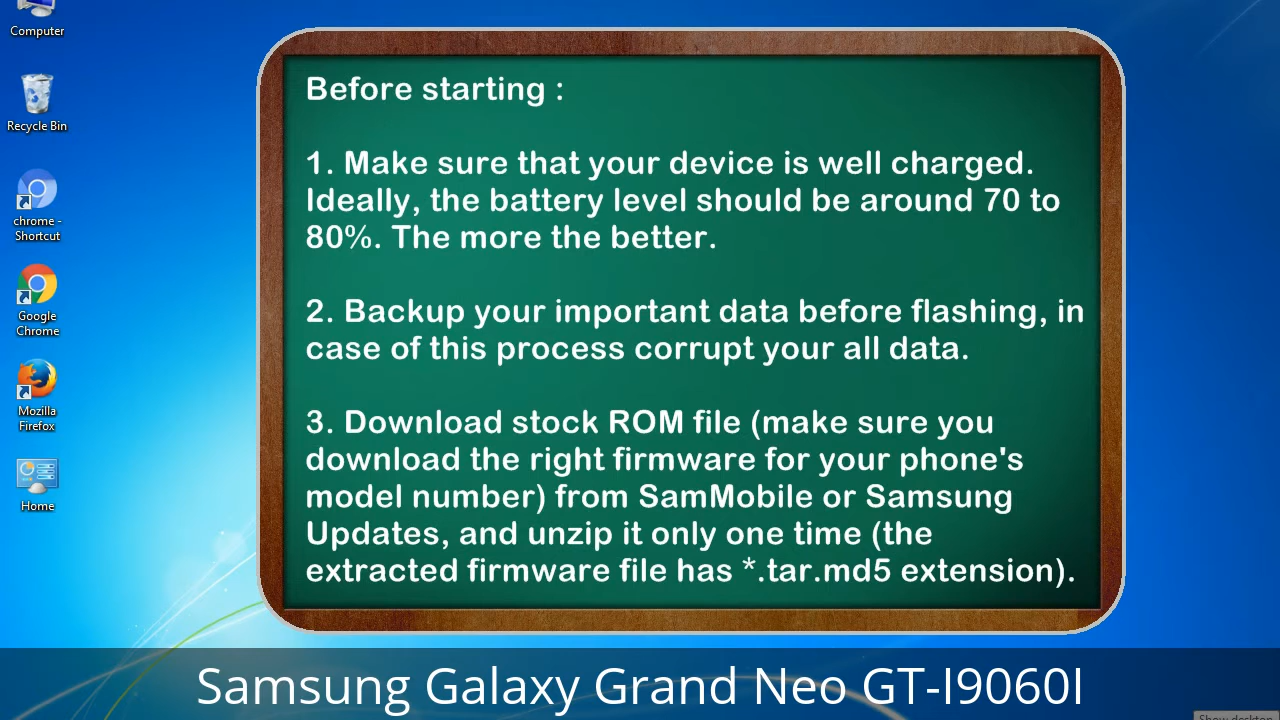 Computer
Recycle Bin
chrome -
Shortcut
Google
Chrome
Mozilla
Firefox
Home
Before starting :
1. Make sure that your device is well charged.
Ideally, the battery level should be around 70 to
80%. The more the better.
2. Backup your important data before flashing, in
case of this process corrupt your all data.
3. Download stock ROM file (make sure you
download the right firmware for your phone's
model number) from SamMobile or Samsung
Updates, and unzip it only one time (the
extracted firmware file has *.tar.md5 extension).
Samsung Galaxy Grand Neo GT-I9060I
Show desktop